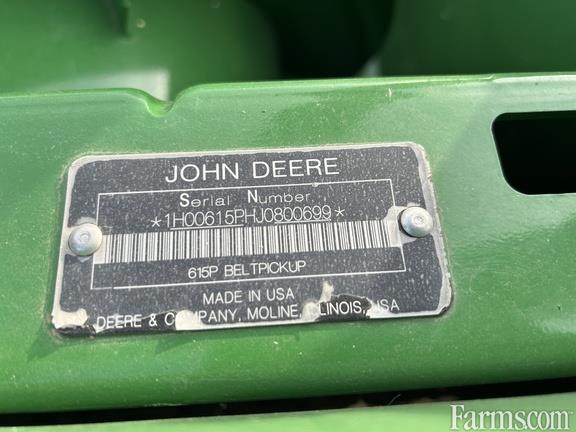 JOHN DEERE
Serial Number
*1H00615PHJ0800699*
615P BELTPICKUP
MADE IN USA
DEERE & COMPANY, MOLINE, ILLINOIS, USA
Farms.com